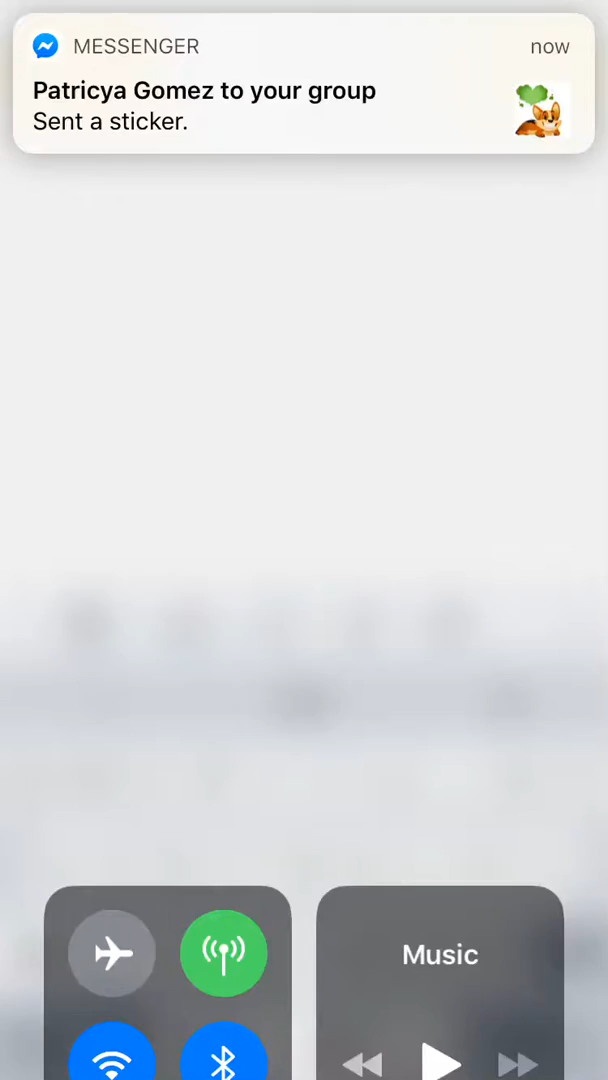 MESSENGER
now
Patricya Gomez to your group
Sent a sticker.
Music